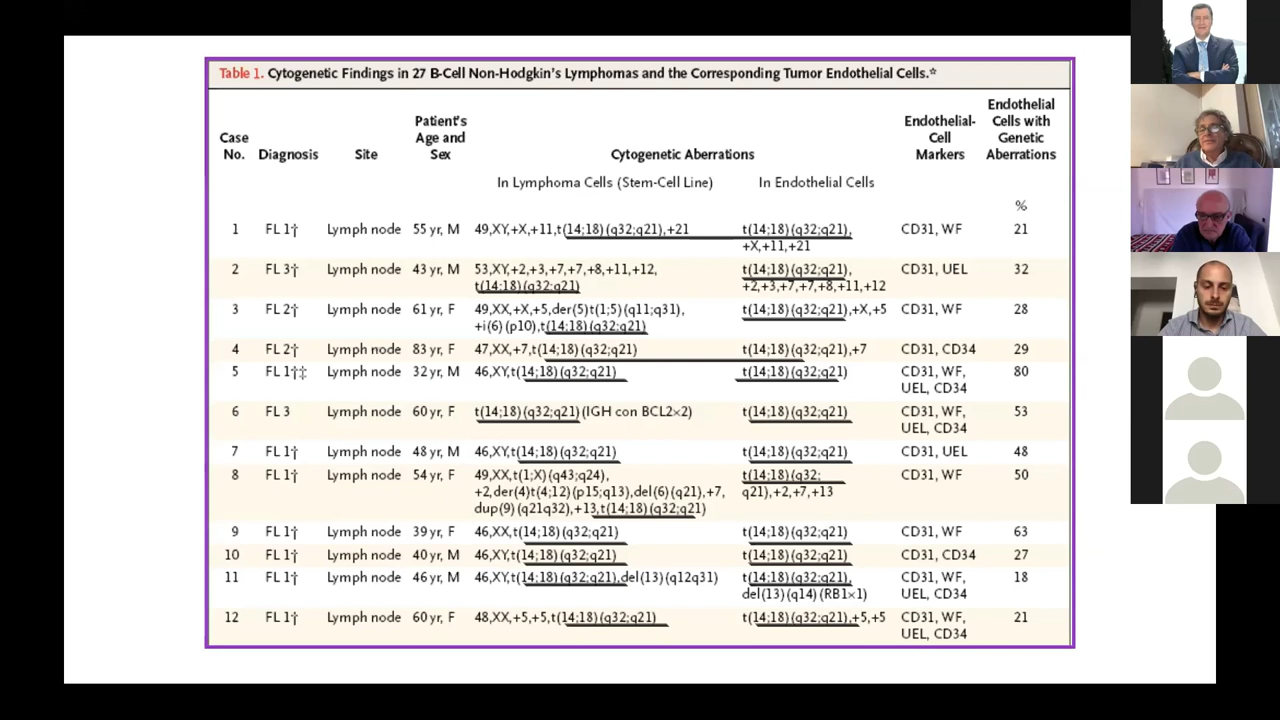 Table 1. Cytogenetic Findings in 27 B-Cell Non-Hodgkin's Lymphomas and the Corresponding Tumor Endothelial Cells.*
Case No. Diagnosis Site Patient's Age and Sex Cytogenetic Aberrations Endothelial-Cell Markers Endothelial Cells with Genetic Aberrations
In Lymphoma Cells (Stem-Cell Line) In Endothelial Cells
%
1 FL 1† Lymph node 55 yr, M 49,XY,+X,+11,t(14;18)(q32;q21),+21 t(14;18)(q32;q21), CD31, WF 21
+X,+11,+21
2 FL 3† Lymph node 43 yr, M 53,XY,+2,+3,+7,+7,+8,+11,+12, t(14;18)(q32;q21), CD31, UEL 32
t(14;18)(q32;q21) +2,+3,+7,+7,+8,+11,+12
3 FL 2† Lymph node 61 yr, F 49,XX,+X,+5,der(5)t(1;5)(q11;q31), t(14;18)(q32;q21),+X,+5 CD31, WF 28
+i(6)(p10),t(14;18)(q32;q21)
4 FL 2† Lymph node 83 yr, F 47,XX,+7,t(14;18)(q32;q21) t(14;18)(q32;q21),+7 CD31, CD34 29
5 FL 1†‡ Lymph node 32 yr, M 46,XY,t(14;18)(q32;q21) t(14;18)(q32;q21) CD31, WF, 80
UEL, CD34
6 FL 3 Lymph node 60 yr, F t(14;18)(q32;q21)(IGH con BCL2×2) t(14;18)(q32;q21) CD31, WF, 53
UEL, CD34
7 FL 1† Lymph node 48 yr, M 46,XY,t(14;18)(q32;q21) t(14;18)(q32;q21) CD31, UEL 48
8 FL 1† Lymph node 54 yr, F 49,XX,t(1;X)(q43;q24), t(14;18)(q32; CD31, WF 50
+2,der(4)t(4;12)(p15;q13),del(6)(q21),+7, q21),+2,+7,+13
dup(9)(q21q32),+13,t(14;18)(q32;q21)
9 FL 1† Lymph node 39 yr, F 46,XX,t(14;18)(q32;q21) t(14;18)(q32;q21) CD31, WF 63
10 FL 1† Lymph node 40 yr, M 46,XY,t(14;18)(q32;q21) t(14;18)(q32;q21) CD31, CD34 27
11 FL 1† Lymph node 46 yr, M 46,XY,t(14;18)(q32;q21),del(13)(q12q31) t(14;18)(q32;q21), CD31, WF, 18
del(13)(q14)(RB1×1) UEL, CD34
12 FL 1† Lymph node 60 yr, F 48,XX,+5,+5,t(14;18)(q32;q21) t(14;18)(q32;q21),+5,+5 CD31, WF, 21
UEL, CD34